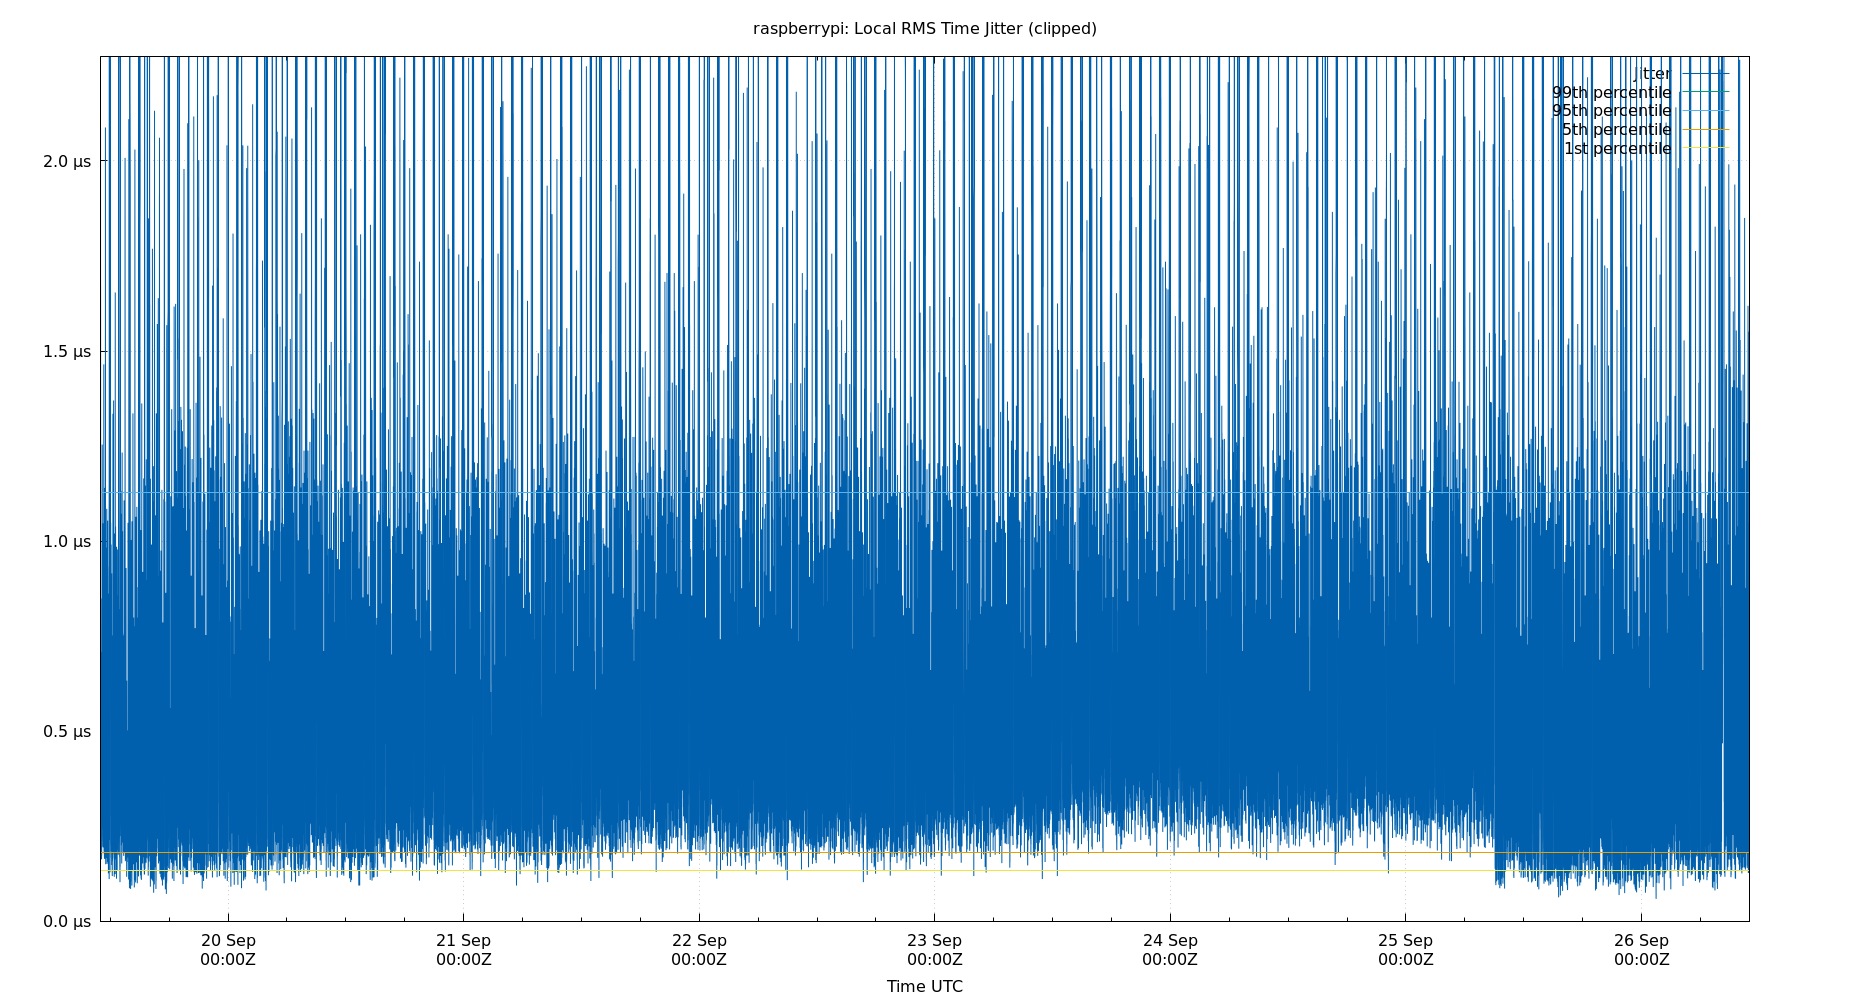 raspberrypi: Local RMS Time Jitter (clipped)
Jitter
99th percentile
95th percentile
5th percentile
1st percentile
2.0 µs
1.5 µs
1.0 µs
0.5 µs
0.0 µs
20 Sep 21 Sep 22 Sep 23 Sep 24 Sep 25 Sep 26 Sep
00:00Z 00:00Z 00:00Z 00:00Z 00:00Z 00:00Z 00:00Z
Time UTC